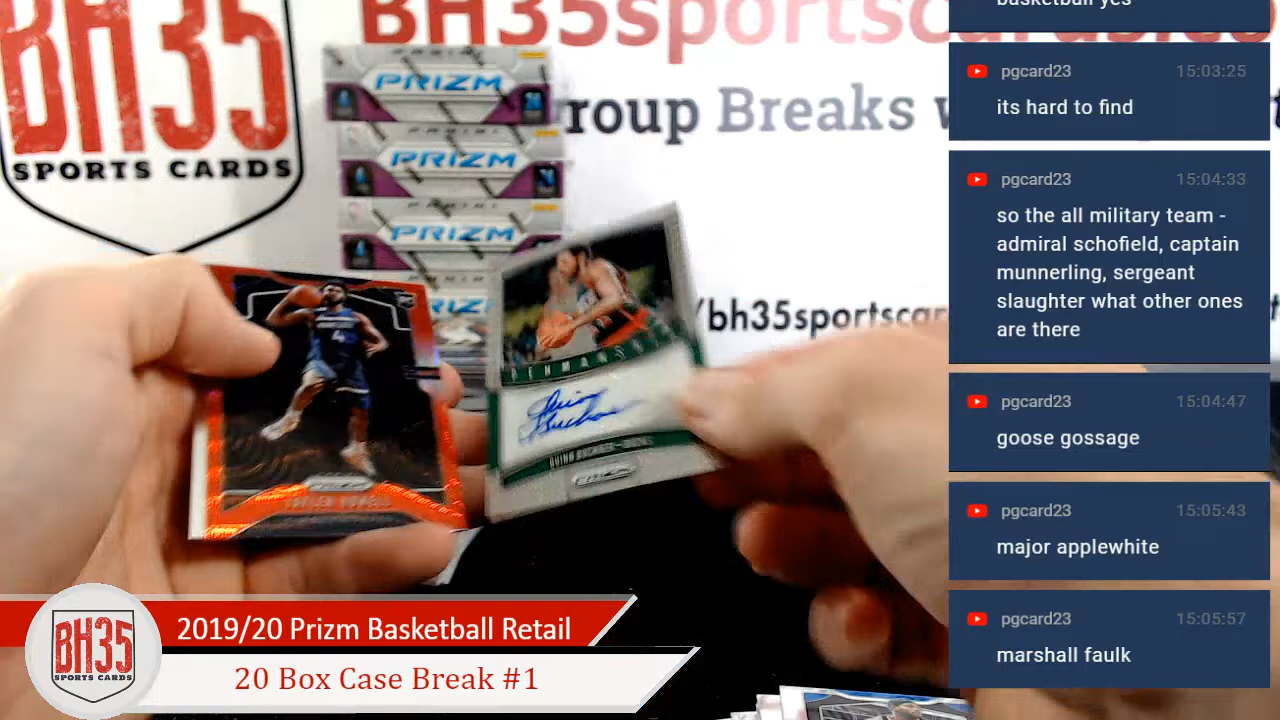 BH35
SPORTS CARDS
BH35sportscards.co
roup Breaks w
/bh35sportscar
PRIZM
PRIZM
PRIZM
basketball yes
pgcard23 15:03:25
its hard to find
pgcard23 15:04:33
so the all military team -
admiral schofield, captain
munnerling, sergeant
slaughter what other ones
are there
pgcard23 15:04:47
goose gossage
pgcard23 15:05:43
major applewhite
pgcard23 15:05:57
marshall faulk
BH35
SPORTS CARDS
2019/20 Prizm Basketball Retail
20 Box Case Break #1